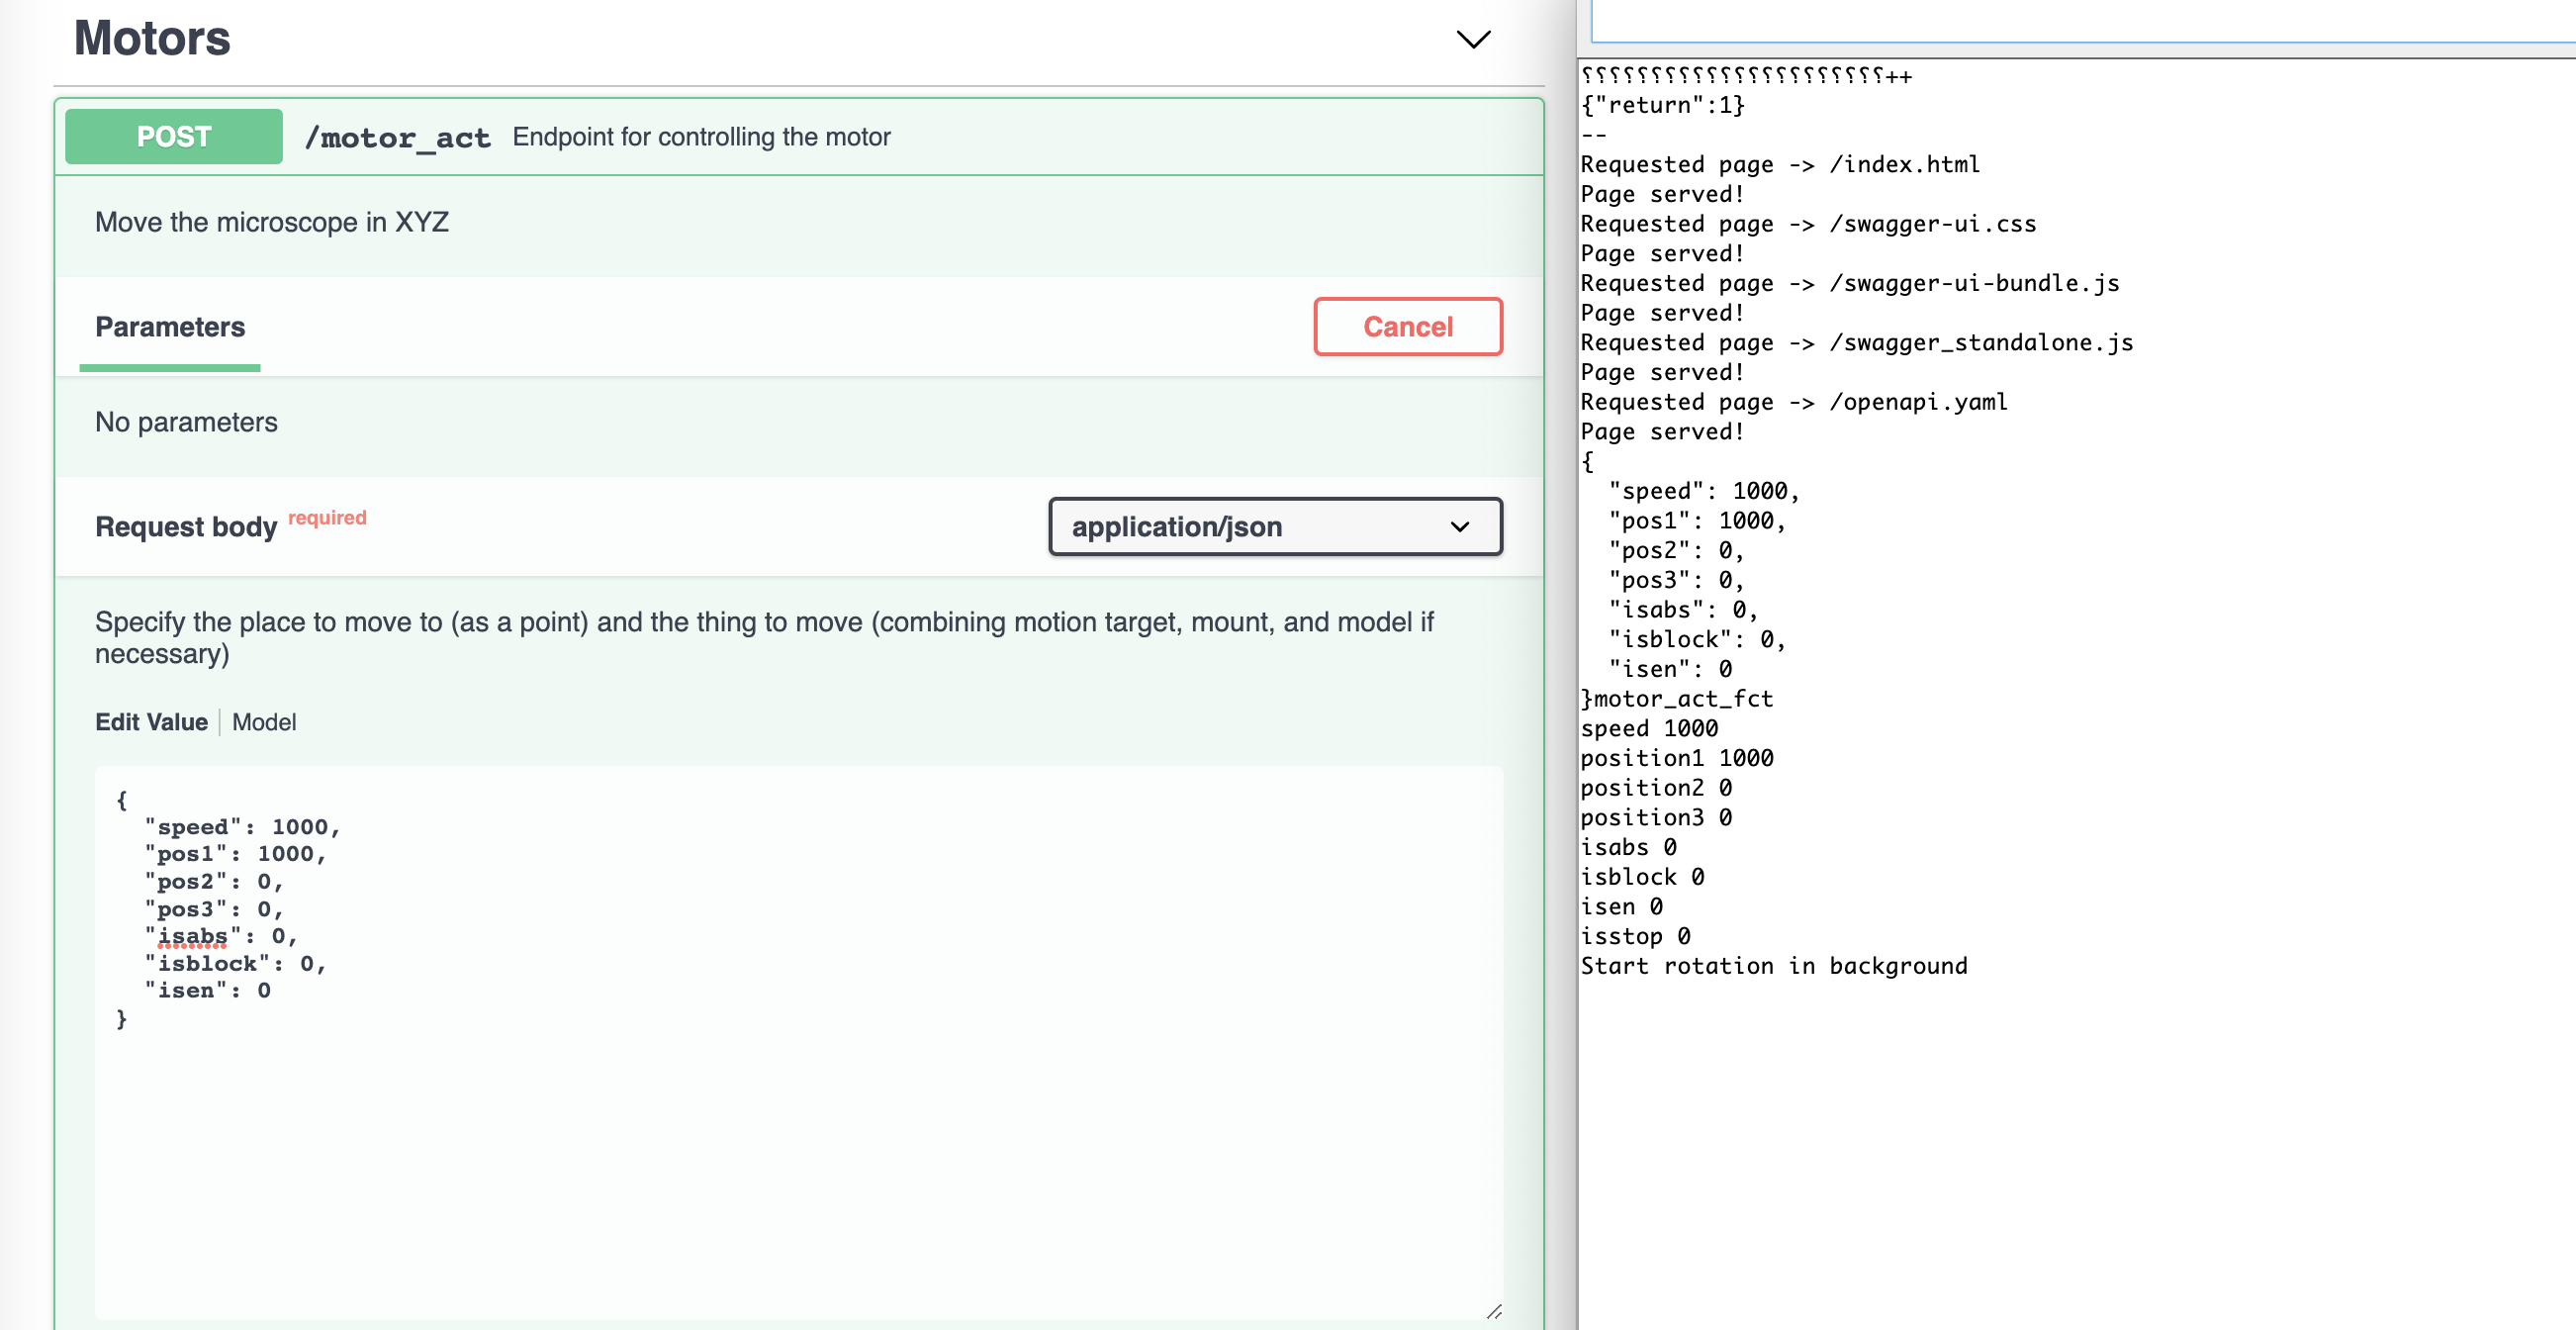 Motors
POST /motor_act Endpoint for controlling the motor
Move the microscope in XYZ
Parameters
Cancel
No parameters
Request body required
application/json
Specify the place to move to (as a point) and the thing to move (combining motion target, mount, and model if
necessary)
Edit Value | Model
{
  "speed": 1000,
  "pos1": 1000,
  "pos2": 0,
  "pos3": 0,
  "isabs": 0,
  "isblock": 0,
  "isen": 0
}
⸮⸮⸮⸮⸮⸮⸮⸮⸮⸮⸮⸮⸮⸮⸮⸮⸮⸮⸮⸮⸮⸮++
{"return":1}
--
Requested page -> /index.html
Page served!
Requested page -> /swagger-ui.css
Page served!
Requested page -> /swagger-ui-bundle.js
Page served!
Requested page -> /swagger_standalone.js
Page served!
Requested page -> /openapi.yaml
Page served!
{
  "speed": 1000,
  "pos1": 1000,
  "pos2": 0,
  "pos3": 0,
  "isabs": 0,
  "isblock": 0,
  "isen": 0
}motor_act_fct
speed 1000
position1 1000
position2 0
position3 0
isabs 0
isblock 0
isen 0
isstop 0
Start rotation in background